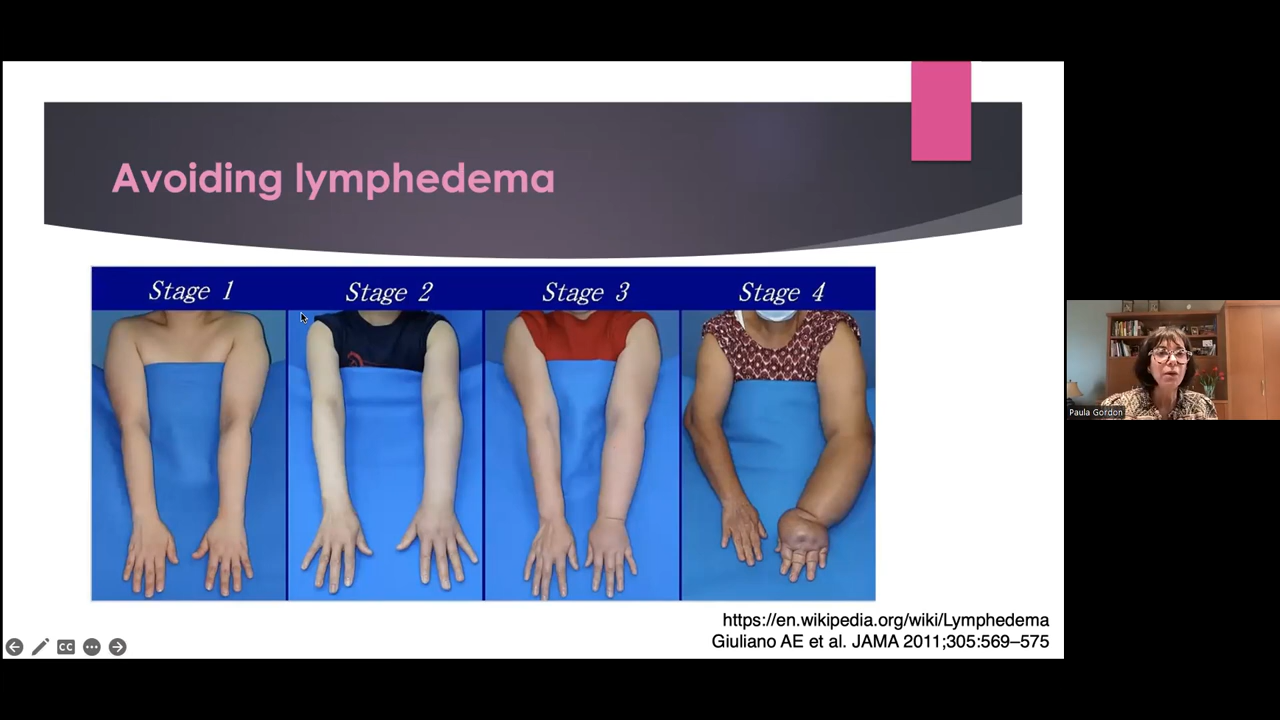 Avoiding lymphedema
Stage 1
Stage 2
Stage 3
Stage 4
https://en.wikipedia.org/wiki/Lymphedema
Giuliano AE et al. JAMA 2011;305:569–575
CC
Paula Gordon